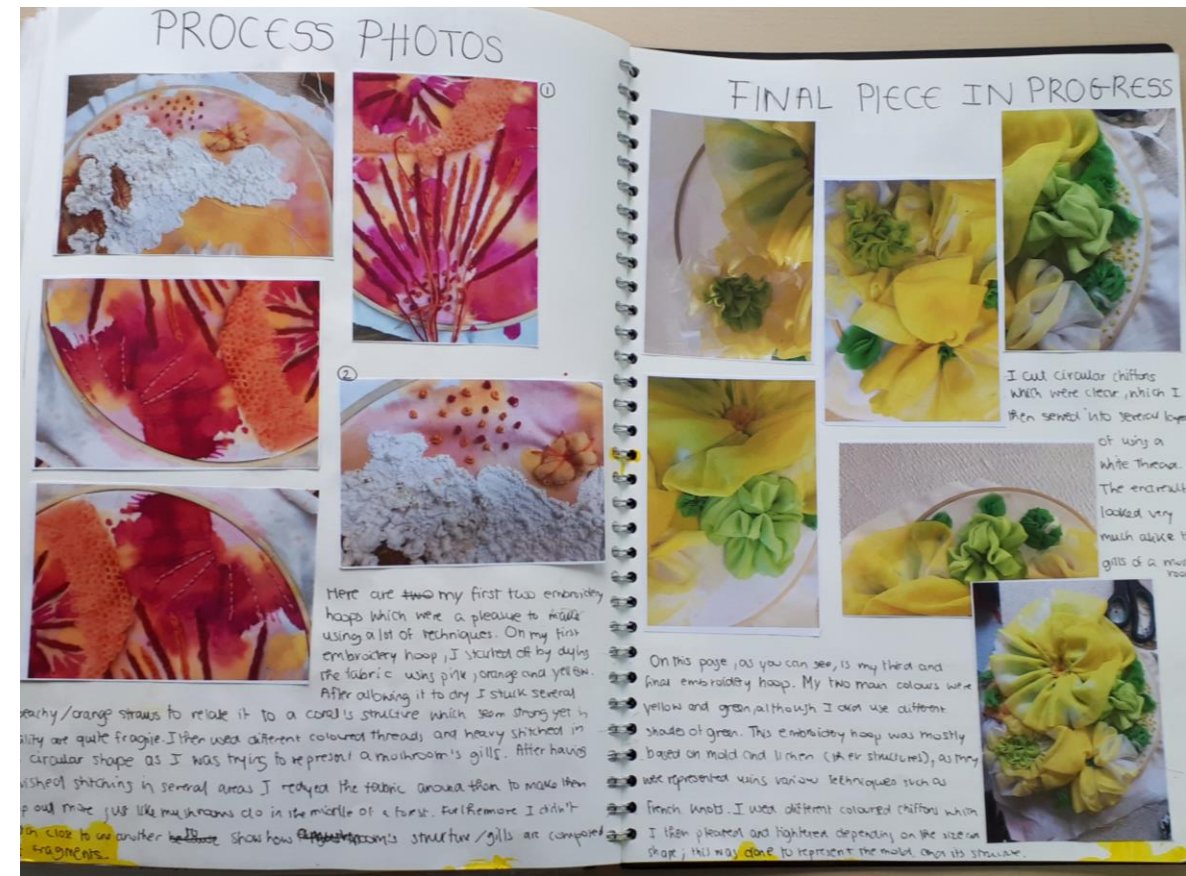 PROCESS PHOTOS
①
②
Here are two my first two embroidery
hoops which were a pleasure to make
using a lot of techniques. On my first
embroidery hoop, I started off by dying
the fabric using pink, orange and yellow.
After allowing it to dry I stuck several
peachy/orange straws to relate it to a coral's structure which seem strong yet in
are quite fragile. I then used different coloured threads and heavy stitched in
circular shape as I was trying to represent a mushroom's gills. After having
stitching in several areas I redyed the fabric around them to make them
out more just like mushrooms do in the middle of a forest. Furthermore I didn't
close to one another show how mushroom's structure/gills are composed
fragments.
FINAL PIECE IN PROGRESS
I cut circular chiffons
which were clear, which I
then sewed into several layers
of using a
white thread.
The end result
looked very
much alike
gills of a
On this page, as you can see, is my third and
final embroidery hoop. My two main colours were
yellow and green, although I did use different
shades of green. This embroidery hoop was mostly
based on mold and lichen (other structures), as they
were represented using various techniques such as
french knots. I used different coloured chiffons which
I then pleated and tightened depending on the size or
shape; this was done to represent the mold and its structure.